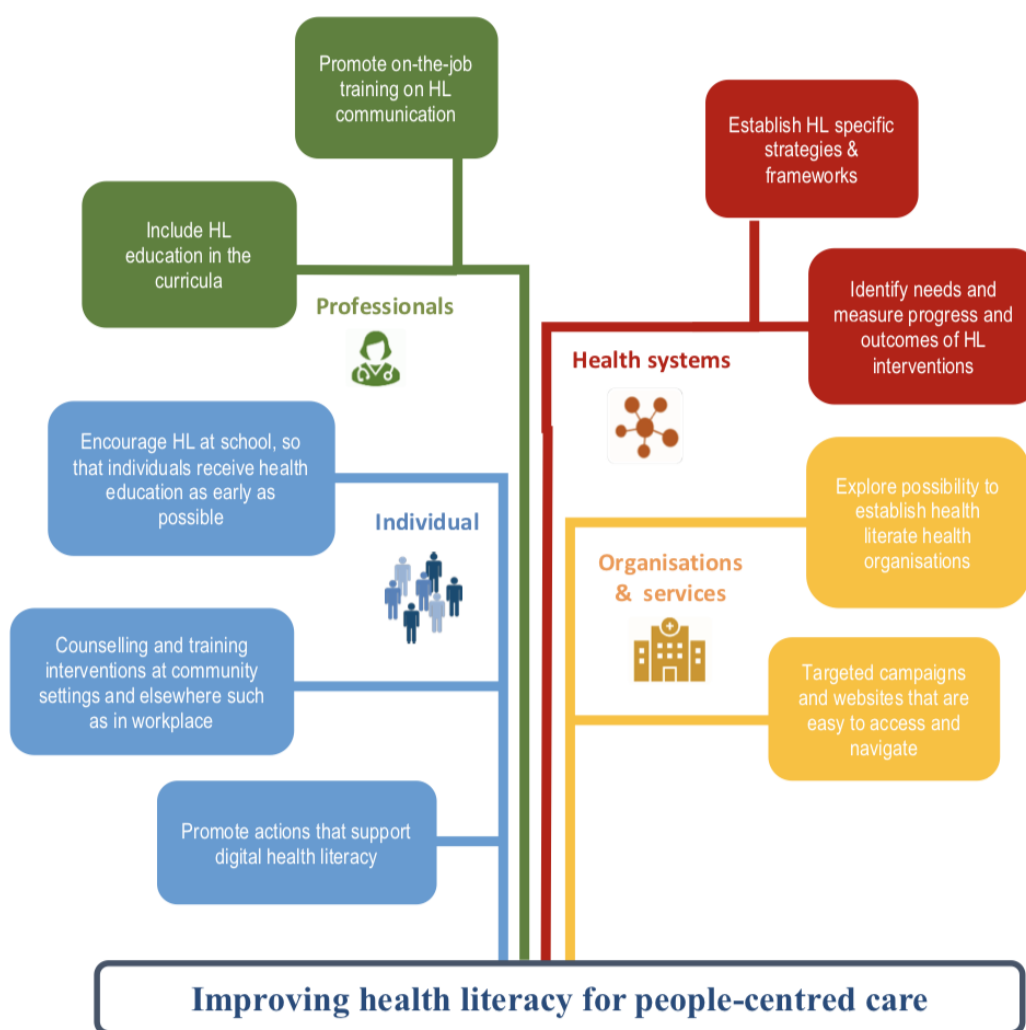 Promote on-the-job
training on HL
communication
Establish HL specific
strategies &
frameworks
Include HL
education in the
curricula
Identify needs and
measure progress and
outcomes of HL
interventions
Professionals
Health systems
Encourage HL at school, so
that individuals receive health
education as early as
possible
Individual
Explore possibility to
establish health
literate health
organisations
Organisations
& services
Counselling and training
interventions at community
settings and elsewhere such
as in workplace
Targeted campaigns
and websites that are
easy to access and
navigate
Promote actions that support
digital health literacy
Improving health literacy for people-centred care